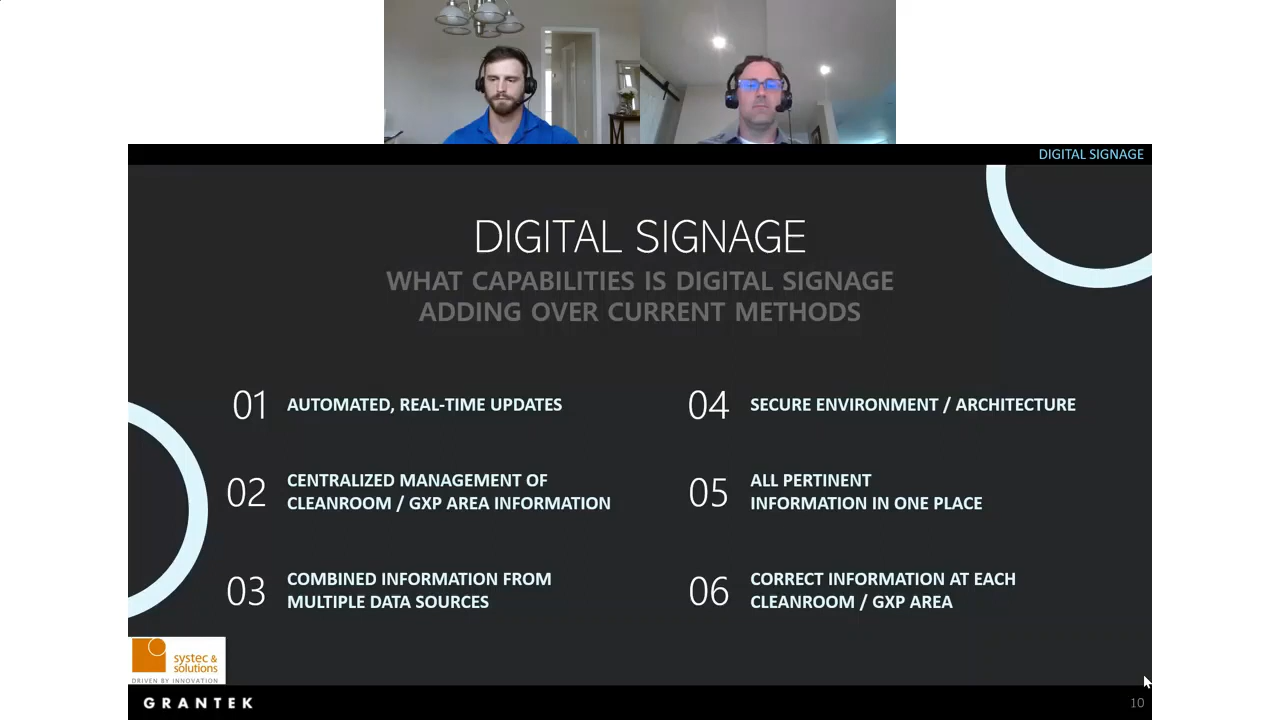 DIGITAL SIGNAGE
DIGITAL SIGNAGE
WHAT CAPABILITIES IS DIGITAL SIGNAGE
ADDING OVER CURRENT METHODS
01 AUTOMATED, REAL-TIME UPDATES
02 CENTRALIZED MANAGEMENT OF
CLEANROOM / GXP AREA INFORMATION
03 COMBINED INFORMATION FROM
MULTIPLE DATA SOURCES
04 SECURE ENVIRONMENT / ARCHITECTURE
05 ALL PERTINENT
INFORMATION IN ONE PLACE
06 CORRECT INFORMATION AT EACH
CLEANROOM / GXP AREA
systec &
solutions
DRIVEN BY INNOVATION
GRANTEK
10